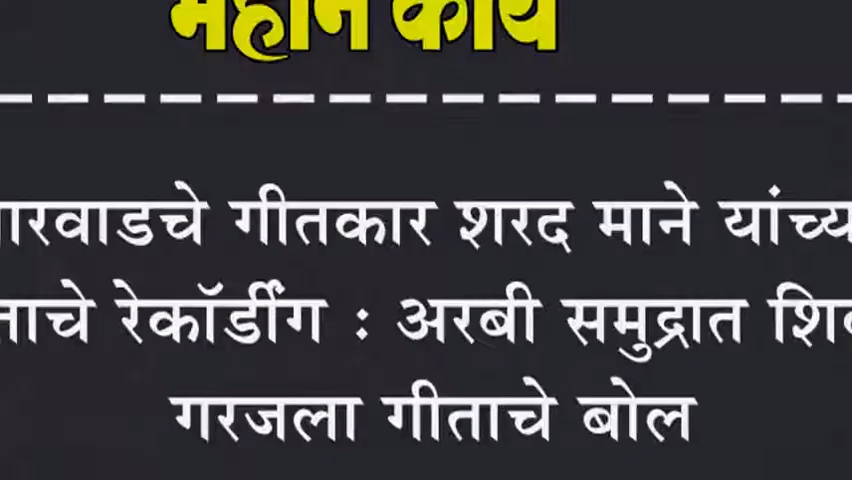 महान कार्य
गीतकार शरद माने
रेकॉर्डींग : अरबी समुद्रात
गरजला गीताचे बोल